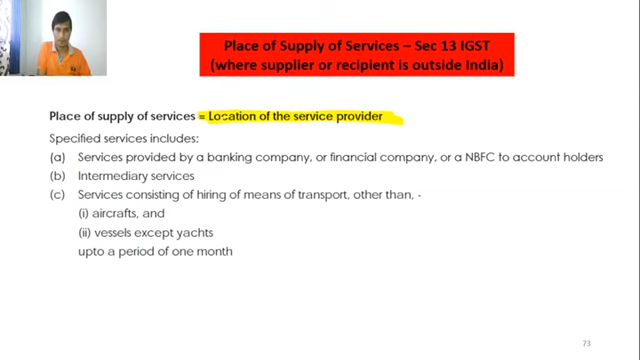 Place of Supply of Services – Sec 13 IGST
(where supplier or recipient is outside India)
Place of supply of services = Location of the service provider
Specified services includes:
(a) Services provided by a banking company, or financial company, or a NBFC to account holders
(b) Intermediary services
(c) Services consisting of hiring of means of transport, other than, -
(i) aircrafts, and
(ii) vessels except yachts
upto a period of one month
73